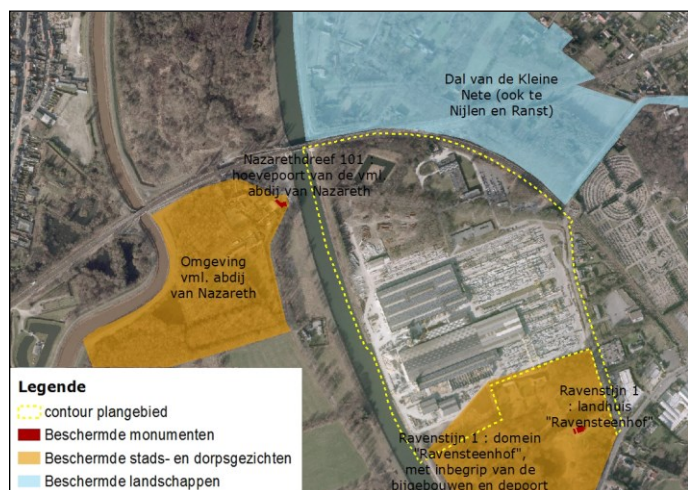 Dal van de Kleine
Nete (ook te
Nijlen en Ranst)
Nazarethdreef 101 :
hoevepoort van de vml.
abdij van Nazareth
Omgeving
vml. abdij
van Nazareth
Ravenstijn 1
: landhuis
"Ravensteenhof"
Ravenstijn 1 : domein
"Ravensteenhof",
met inbegrip van de
bijgebouwen en depoort
Legende
contour plangebied
Beschermde monumenten
Beschermde stads- en dorpsgezichten
Beschermde landschappen